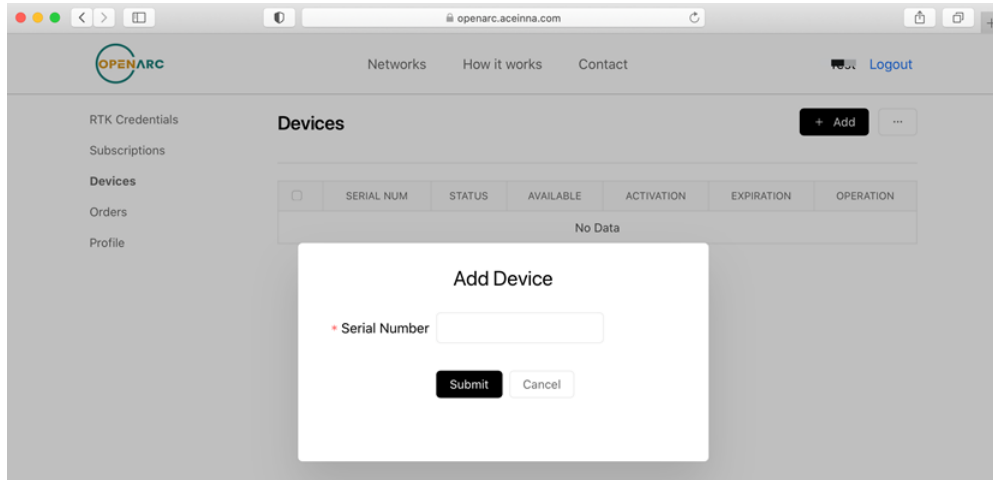 openarc.aceinna.com
OPENARC
Networks How it works Contact Logout
RTK Credentials
Subscriptions
Devices
Orders
Profile
Devices
+ Add ...
SERIAL NUM STATUS AVAILABLE ACTIVATION EXPIRATION OPERATION
No Data
Add Device
* Serial Number
Submit Cancel